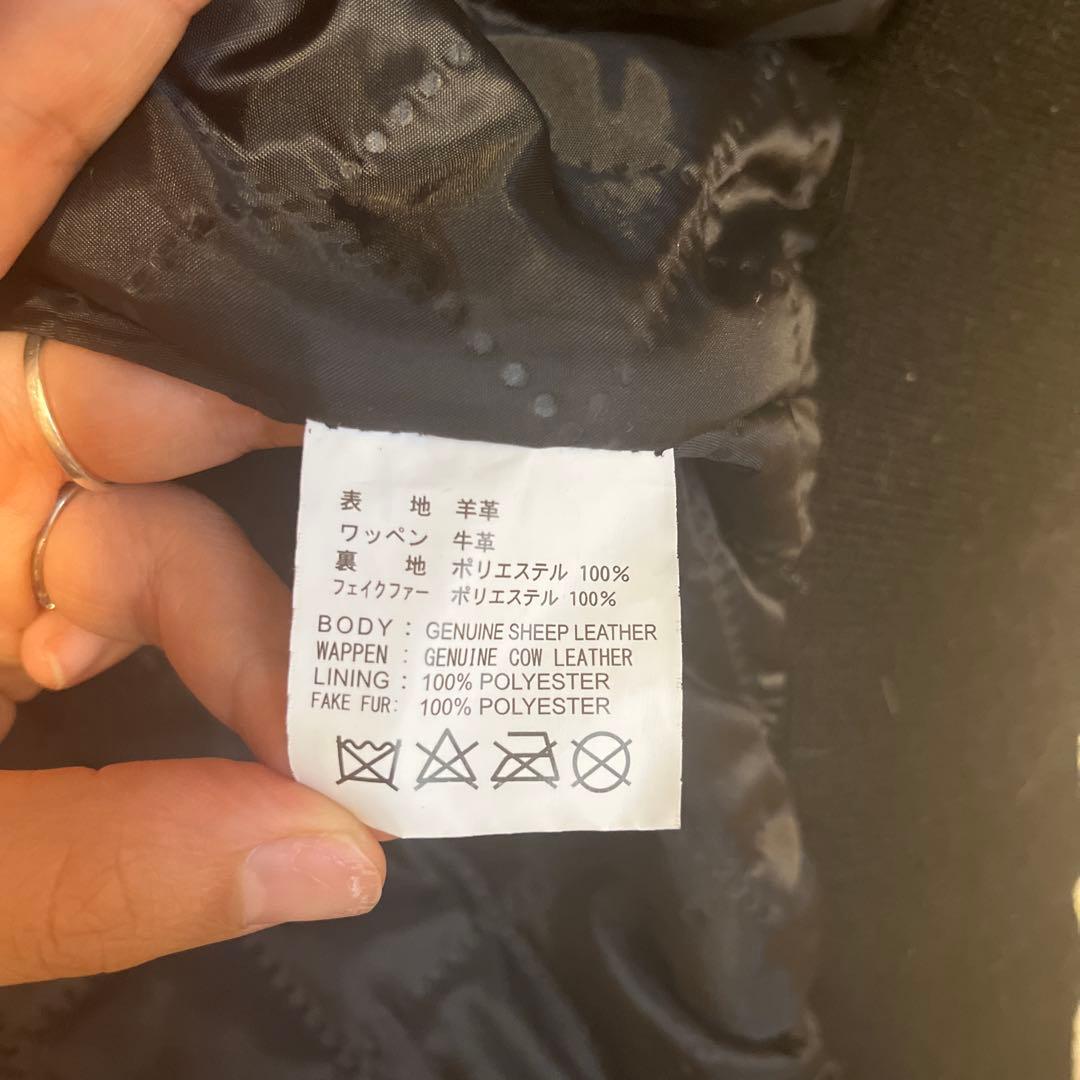 表 地 羊革
ワッペン 牛革
裏 地 ポリエステル 100%
フェイクファー ポリエステル 100%
BODY : GENUINE SHEEP LEATHER
WAPPEN : GENUINE COW LEATHER
LINING : 100% POLYESTER
FAKE FUR: 100% POLYESTER